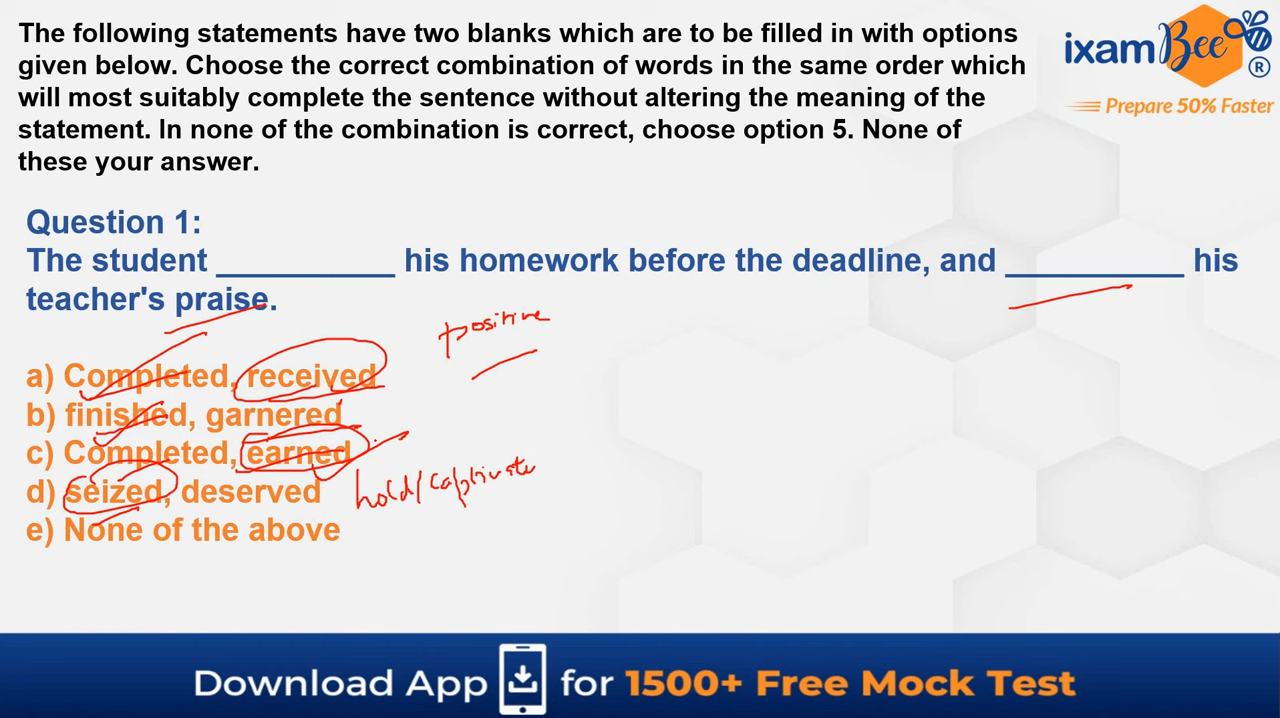 The following statements have two blanks which are to be filled in with options
given below. Choose the correct combination of words in the same order which
will most suitably complete the sentence without altering the meaning of the
statement. In none of the combination is correct, choose option 5. None of
these your answer.
ixamBee
®
Prepare 50% Faster
Question 1:
The student __________ his homework before the deadline, and __________ his
teacher's praise.
positive
a) Completed, received
b) finished, garnered
c) Completed, earned
d) seized, deserved
hold/captivate
e) None of the above
Download App for 1500+ Free Mock Test